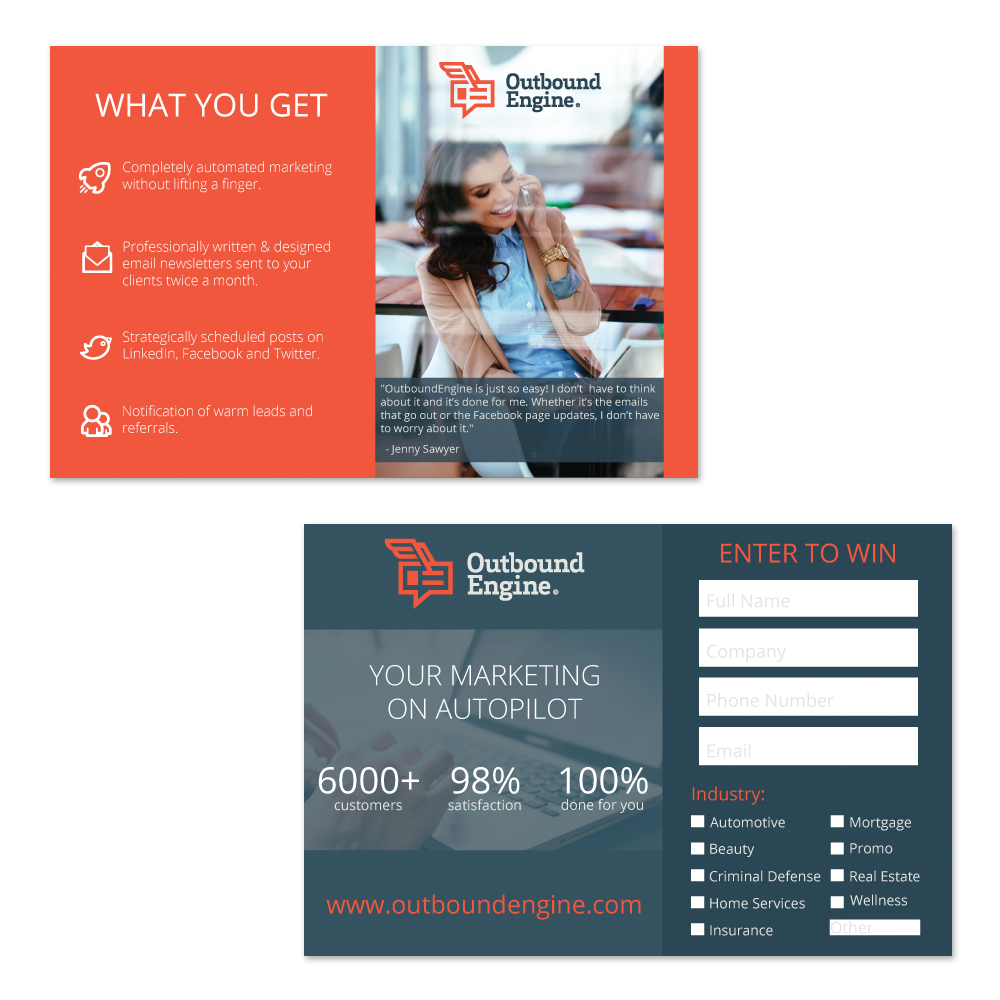 WHAT YOU GET
Completely automated marketing
without lifting a finger.
Professionally written & designed
email newsletters sent to your
clients twice a month.
Strategically scheduled posts on
LinkedIn, Facebook and Twitter.
Notification of warm leads and
referrals.
Outbound
Engine.
"OutboundEngine is just so easy! I don't  have to think
about it and it's done for me. Whether it's the emails
that go out or the Facebook page updates, I don't have
to worry about it."
- Jenny Sawyer
Outbound
Engine®
YOUR MARKETING
ON AUTOPILOT
6000+ 98% 100%
customers satisfaction done for you
www.outboundengine.com
ENTER TO WIN
Full Name
Company
Phone Number
Email
Industry:
Automotive Mortgage
Beauty Promo
Criminal Defense Real Estate
Home Services Wellness
Insurance Other